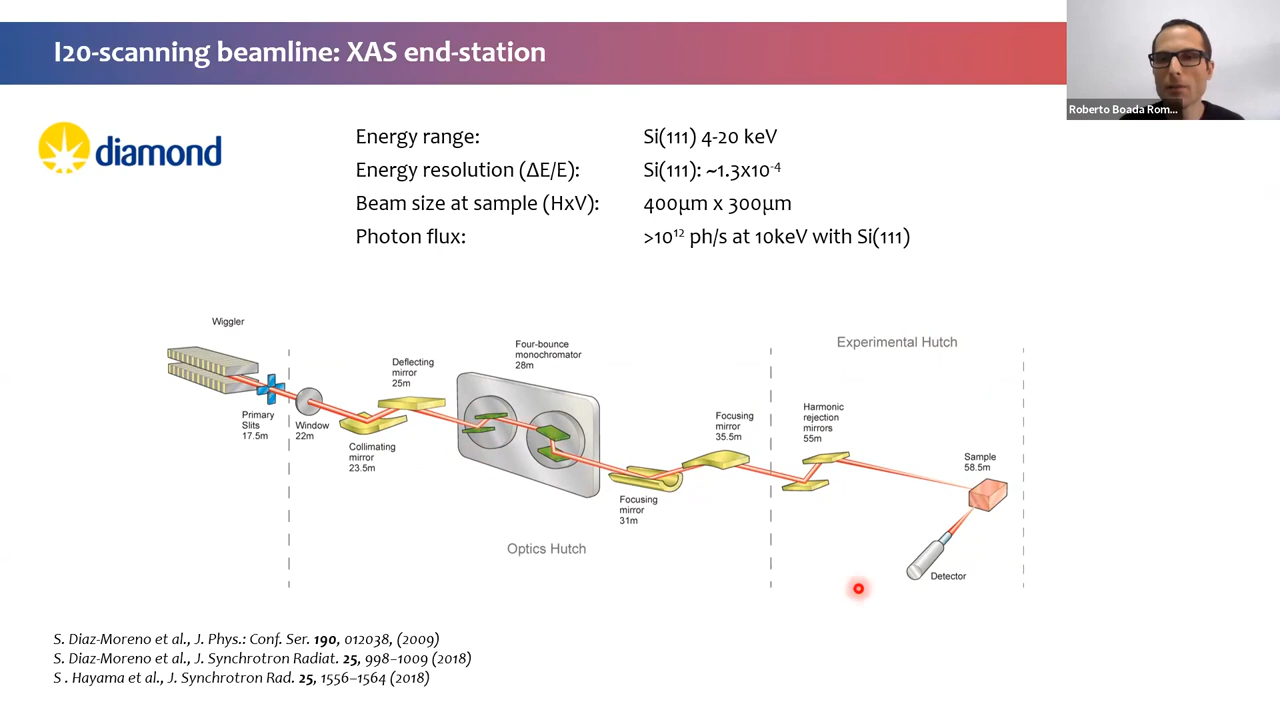 I20-scanning beamline: XAS end-station
Roberto Boada Rom...
diamond
Energy range: Si(111) 4-20 keV
Energy resolution (ΔE/E): Si(111): ~1.3x10⁻⁴
Beam size at sample (HxV): 400µm x 300µm
Photon flux: >10¹² ph/s at 10keV with Si(111)
Wiggler
Primary
Slits
17.5m
Window
22m
Collimating
mirror
23.5m
Deflecting
mirror
25m
Four-bounce
monochromator
28m
Focusing
mirror
31m
Optics Hutch
Focusing
mirror
35.5m
Experimental Hutch
Harmonic
rejection
mirrors
55m
Sample
58.5m
Detector
S. Diaz-Moreno et al., J. Phys.: Conf. Ser. 190, 012038, (2009)
S. Diaz-Moreno et al., J. Synchrotron Radiat. 25, 998–1009 (2018)
S . Hayama et al., J. Synchrotron Rad. 25, 1556–1564 (2018)